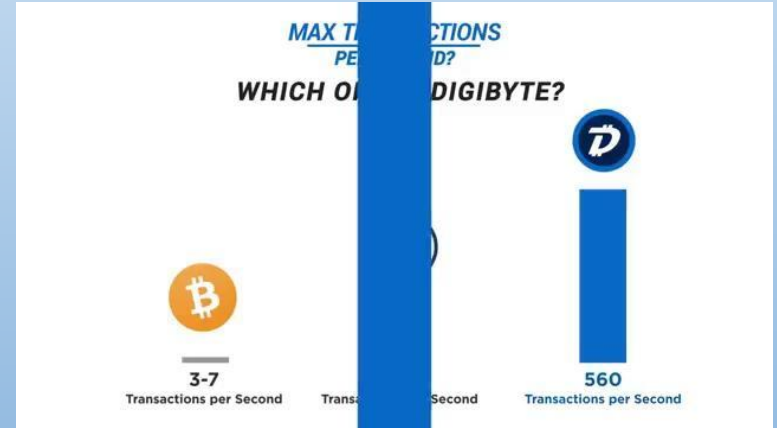 MAX T CTIONS
PE D?
WHICH O DIGIBYTE?
3-7
Transactions per Second
Trans Second
560
Transactions per Second